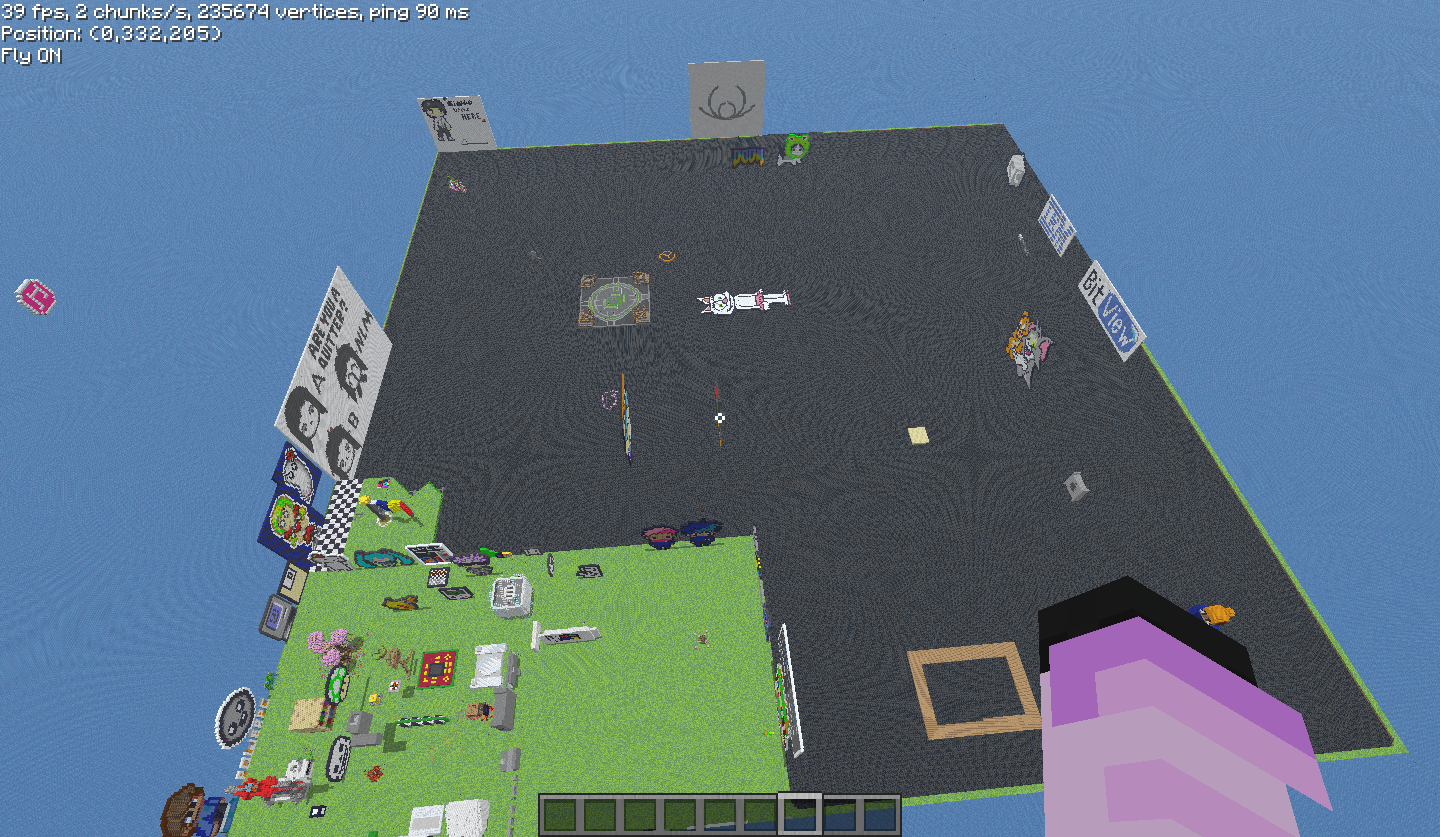 39 fps, 2 chunks/s, 235674 vertices, ping 90 ms
Position: (0,332,205)
Fly ON
HERE
ARE YOU A
QUITTER?
A
N.I.M
B
Bit
View